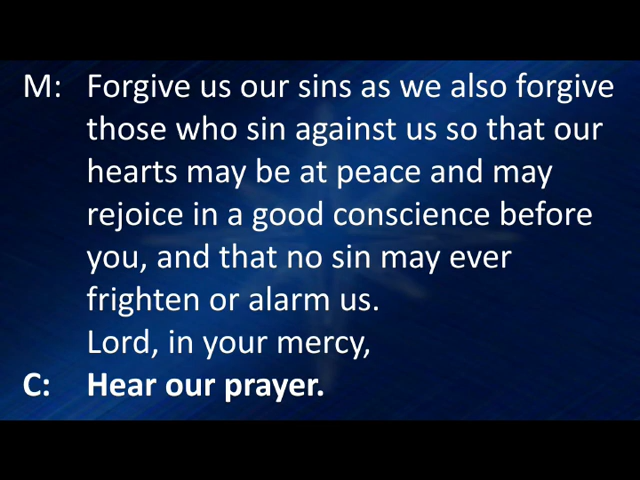 M: Forgive us our sins as we also forgive
those who sin against us so that our
hearts may be at peace and may
rejoice in a good conscience before
you, and that no sin may ever
frighten or alarm us.
Lord, in your mercy,
C: Hear our prayer.